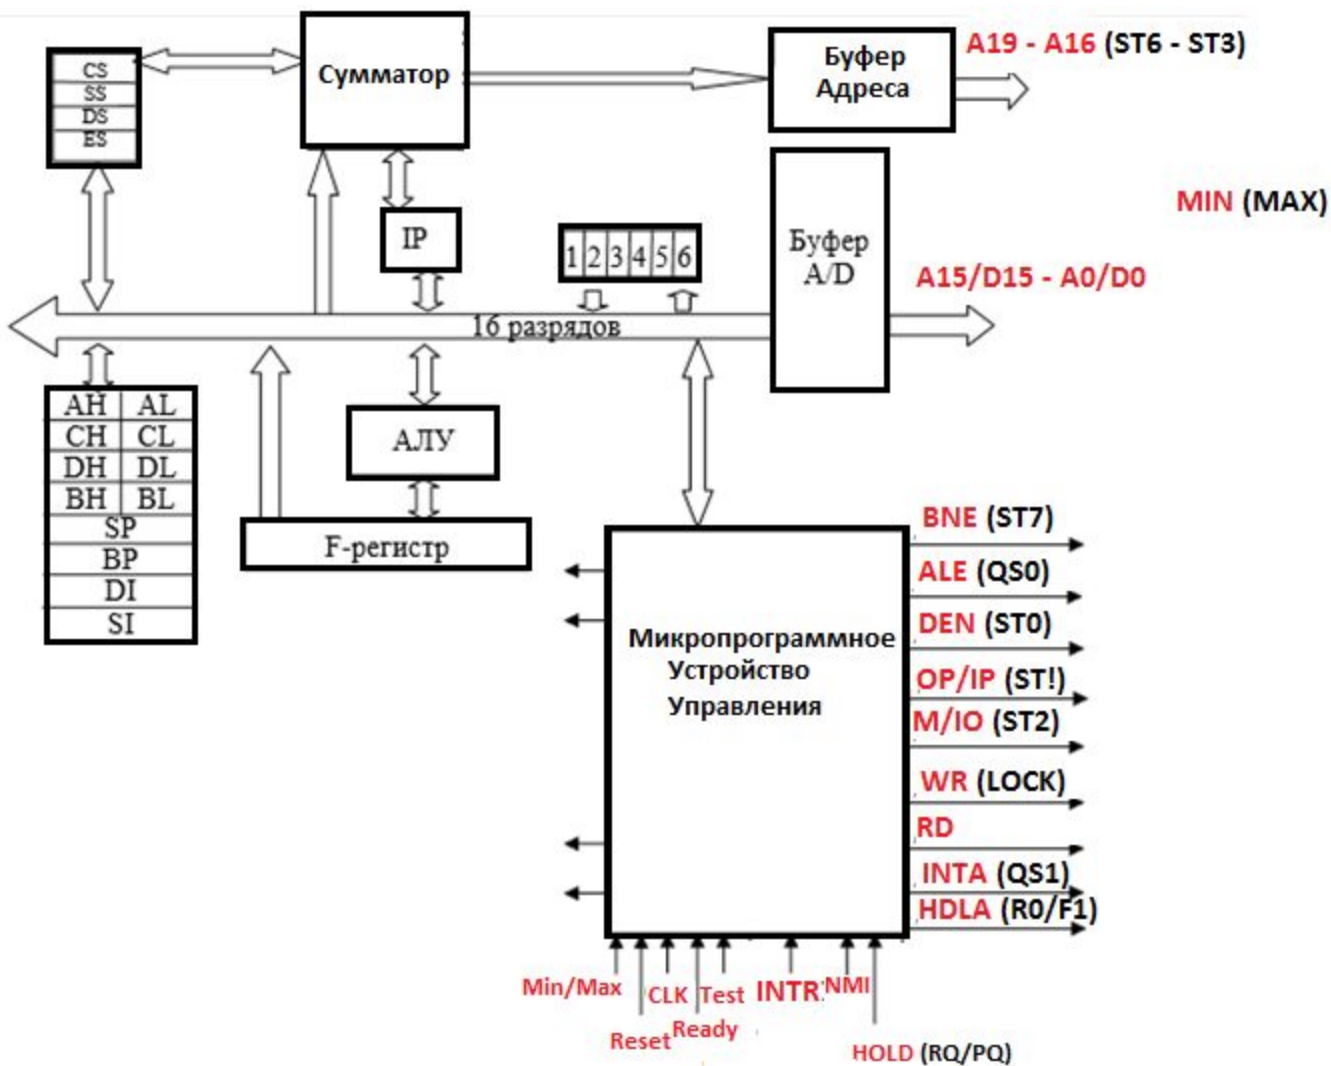 CS
SS
DS
ES
Сумматор
Буфер
Адреса
A19 - A16 (ST6 - ST3)
MIN (MAX)
IP
1 2 3 4 5 6
Буфер
A/D
A15/D15 - A0/D0
16 разрядов
AH AL
CH CL
DH DL
BH BL
SP
BP
DI
SI
АЛУ
F-регистр
Микропрограммное
Устройство
Управления
BNE (ST7)
ALE (QS0)
DEN (ST0)
OP/IP (ST!)
M/IO (ST2)
WR (LOCK)
RD
INTA (QS1)
HDLA (R0/F1)
Min/Max
CLK
Test
INTR
NMI
Reset
Ready
HOLD (RQ/PQ)